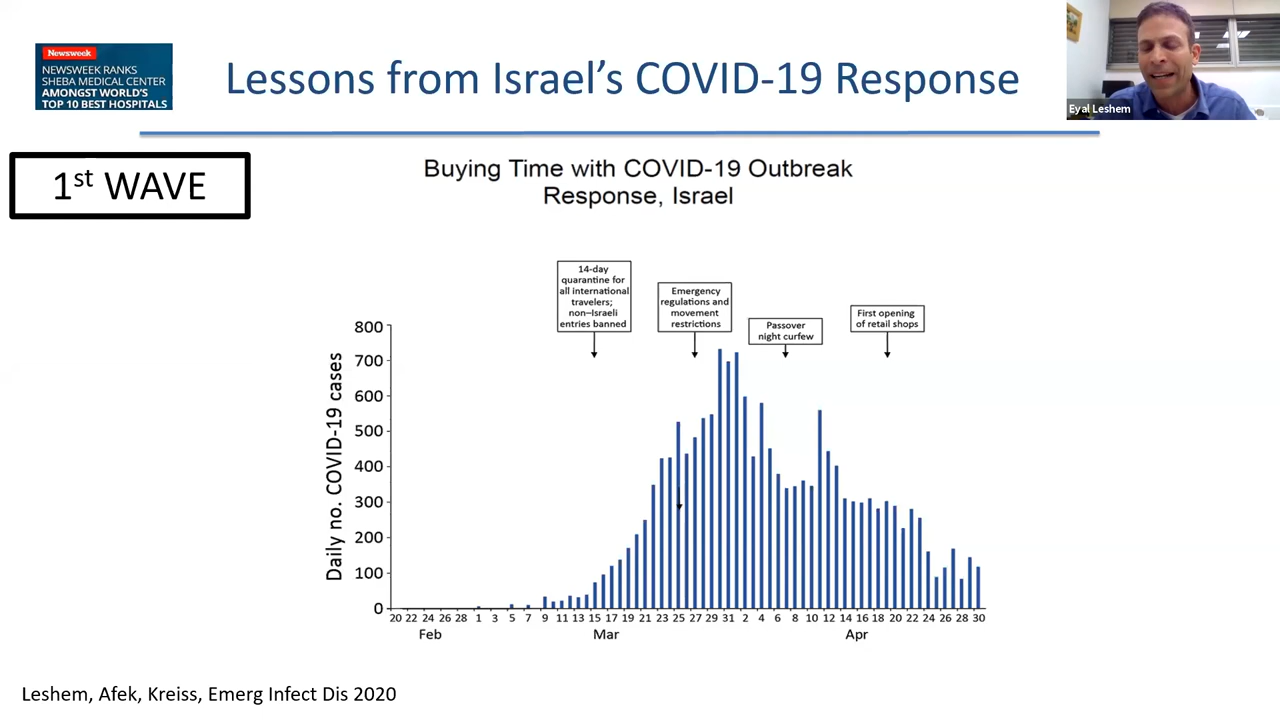 Newsweek
NEWSWEEK RANKS
SHEBA MEDICAL CENTER
AMONGST WORLD'S
TOP 10 BEST HOSPITALS
Lessons from Israel's COVID-19 Response
Eyal Leshem
1st WAVE
Buying Time with COVID-19 Outbreak
Response, Israel
14-day
quarantine for
all international
travelers;
non–Israeli
entries banned
Emergency
regulations and
movement
restrictions
Passover
night curfew
First opening
of retail shops
Daily no. COVID-19 cases
800
700
600
500
400
300
200
100
0
20 22 24 26 28 1 3 5 7 9 11 13 15 17 19 21 23 25 27 29 31 2 4 6 8 10 12 14 16 18 20 22 24 26 28 30
Feb Mar Apr
Leshem, Afek, Kreiss, Emerg Infect Dis 2020